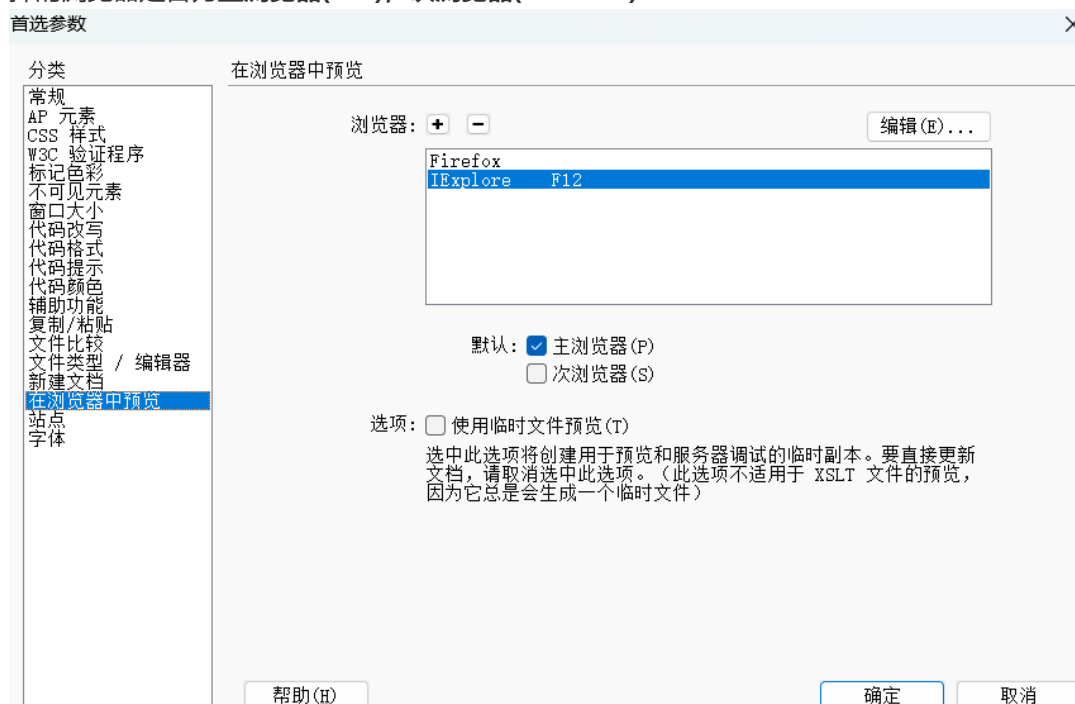 首选参数
分类
常规
AP 元素
CSS 样式
W3C 验证程序
标记色彩
不可见元素
窗口大小
代码改写
代码格式
代码提示
代码颜色
辅助功能
复制/粘贴
文件比较
文件类型 / 编辑器
新建文档
在浏览器中预览
站点
字体
在浏览器中预览
浏览器:
编辑(E)...
Firefox
IExplore F12
默认: 主浏览器(P)
次浏览器(S)
选项: 使用临时文件预览(T)
选中此选项将创建用于预览和服务器调试的临时副本。要直接更新
文档,请取消选中此选项。(此选项不适用于 XSLT 文件的预览,
因为它总是会生成一个临时文件)
帮助(H)
确定
取消